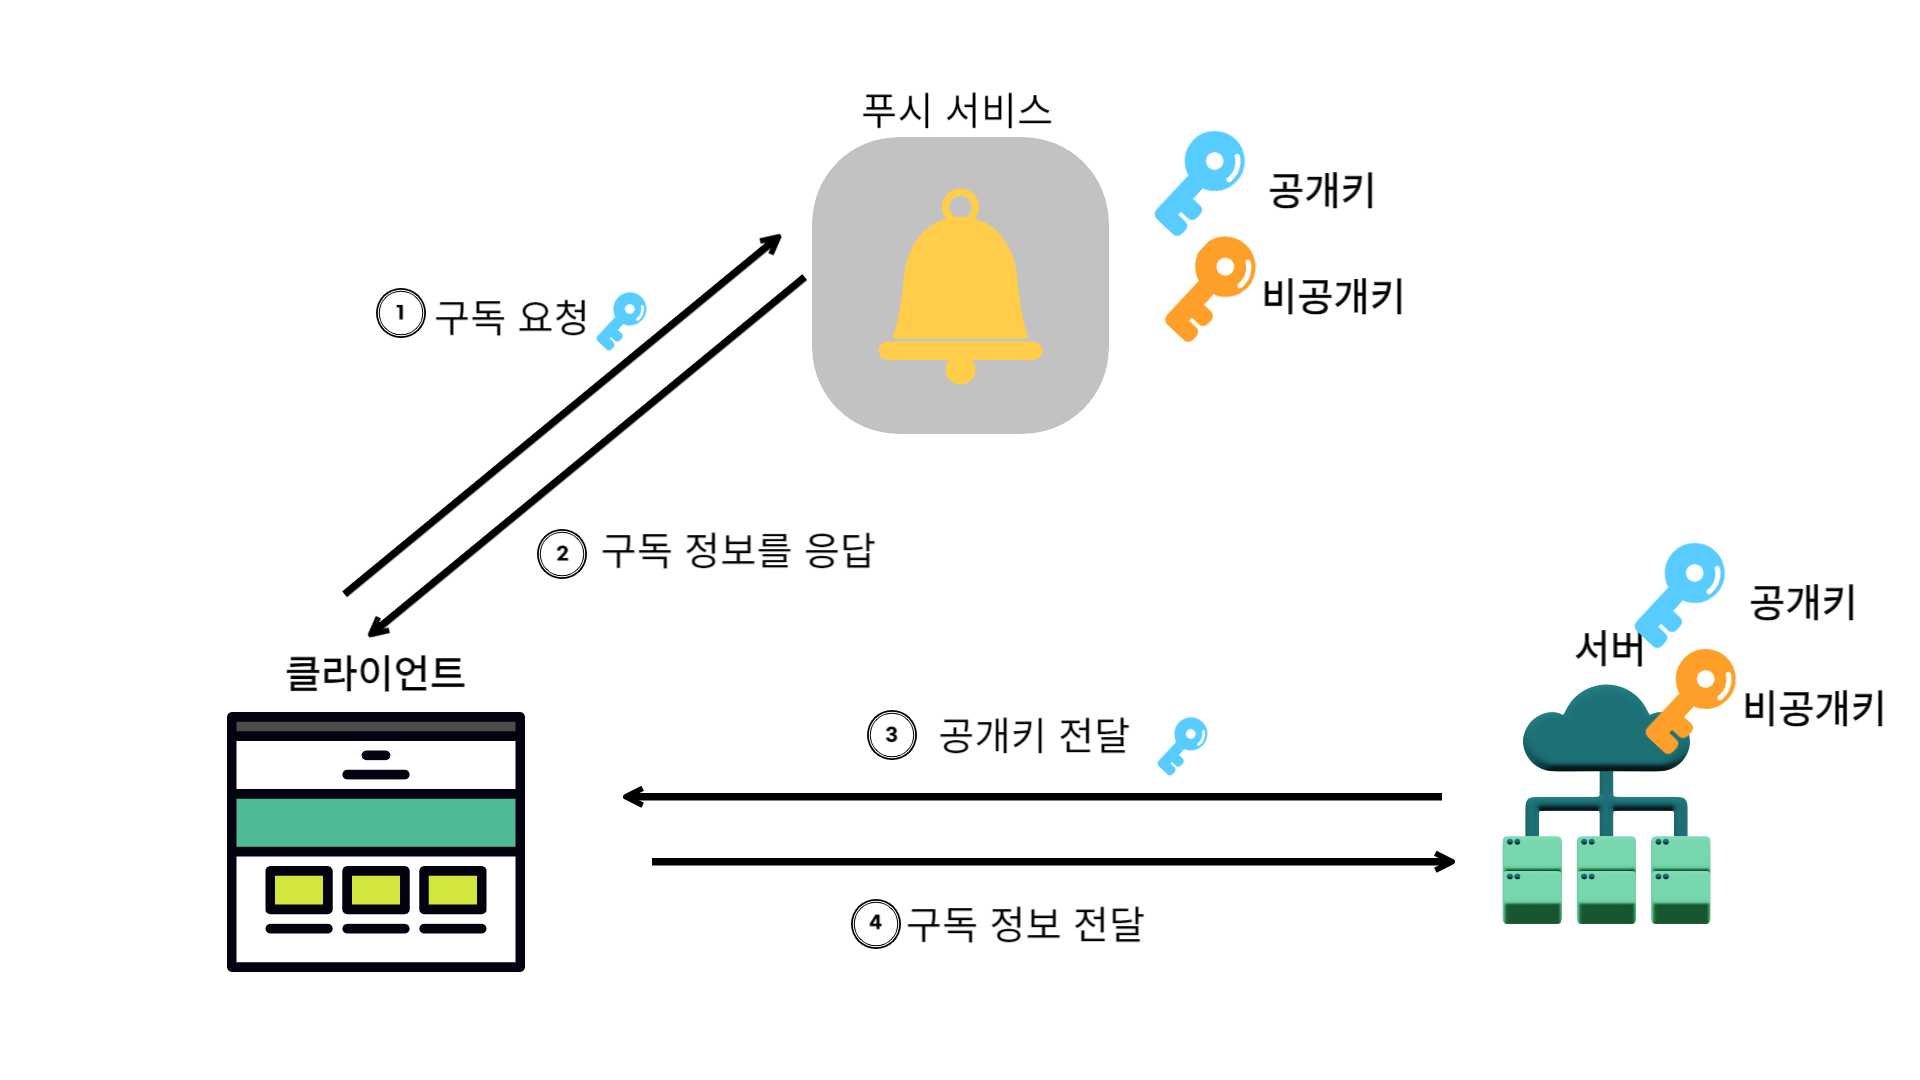 푸시 서비스
공개키
비공개키
1 구독 요청
2 구독 정보를 응답
클라이언트
공개키
서버
비공개키
3 공개키 전달
4 구독 정보 전달